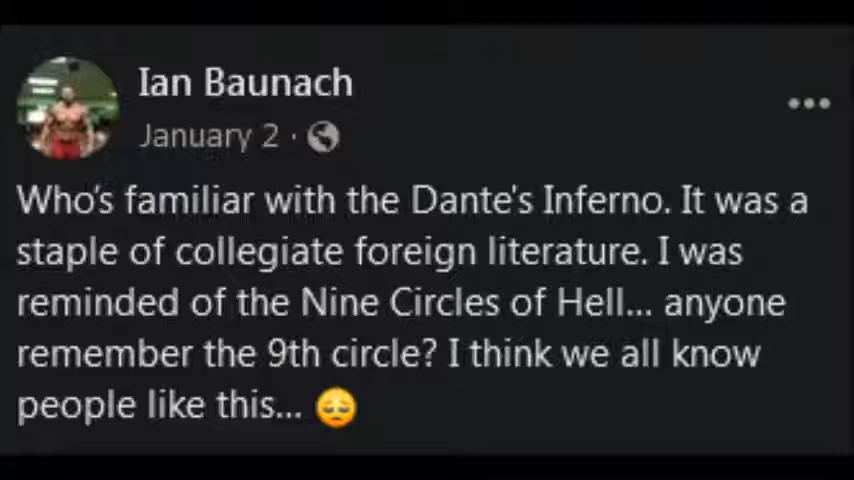 Ian Baunach
January 2 ·
Who's familiar with the Dante's Inferno. It was a
staple of collegiate foreign literature. I was
reminded of the Nine Circles of Hell... anyone
remember the 9th circle? I think we all know
people like this... 😔